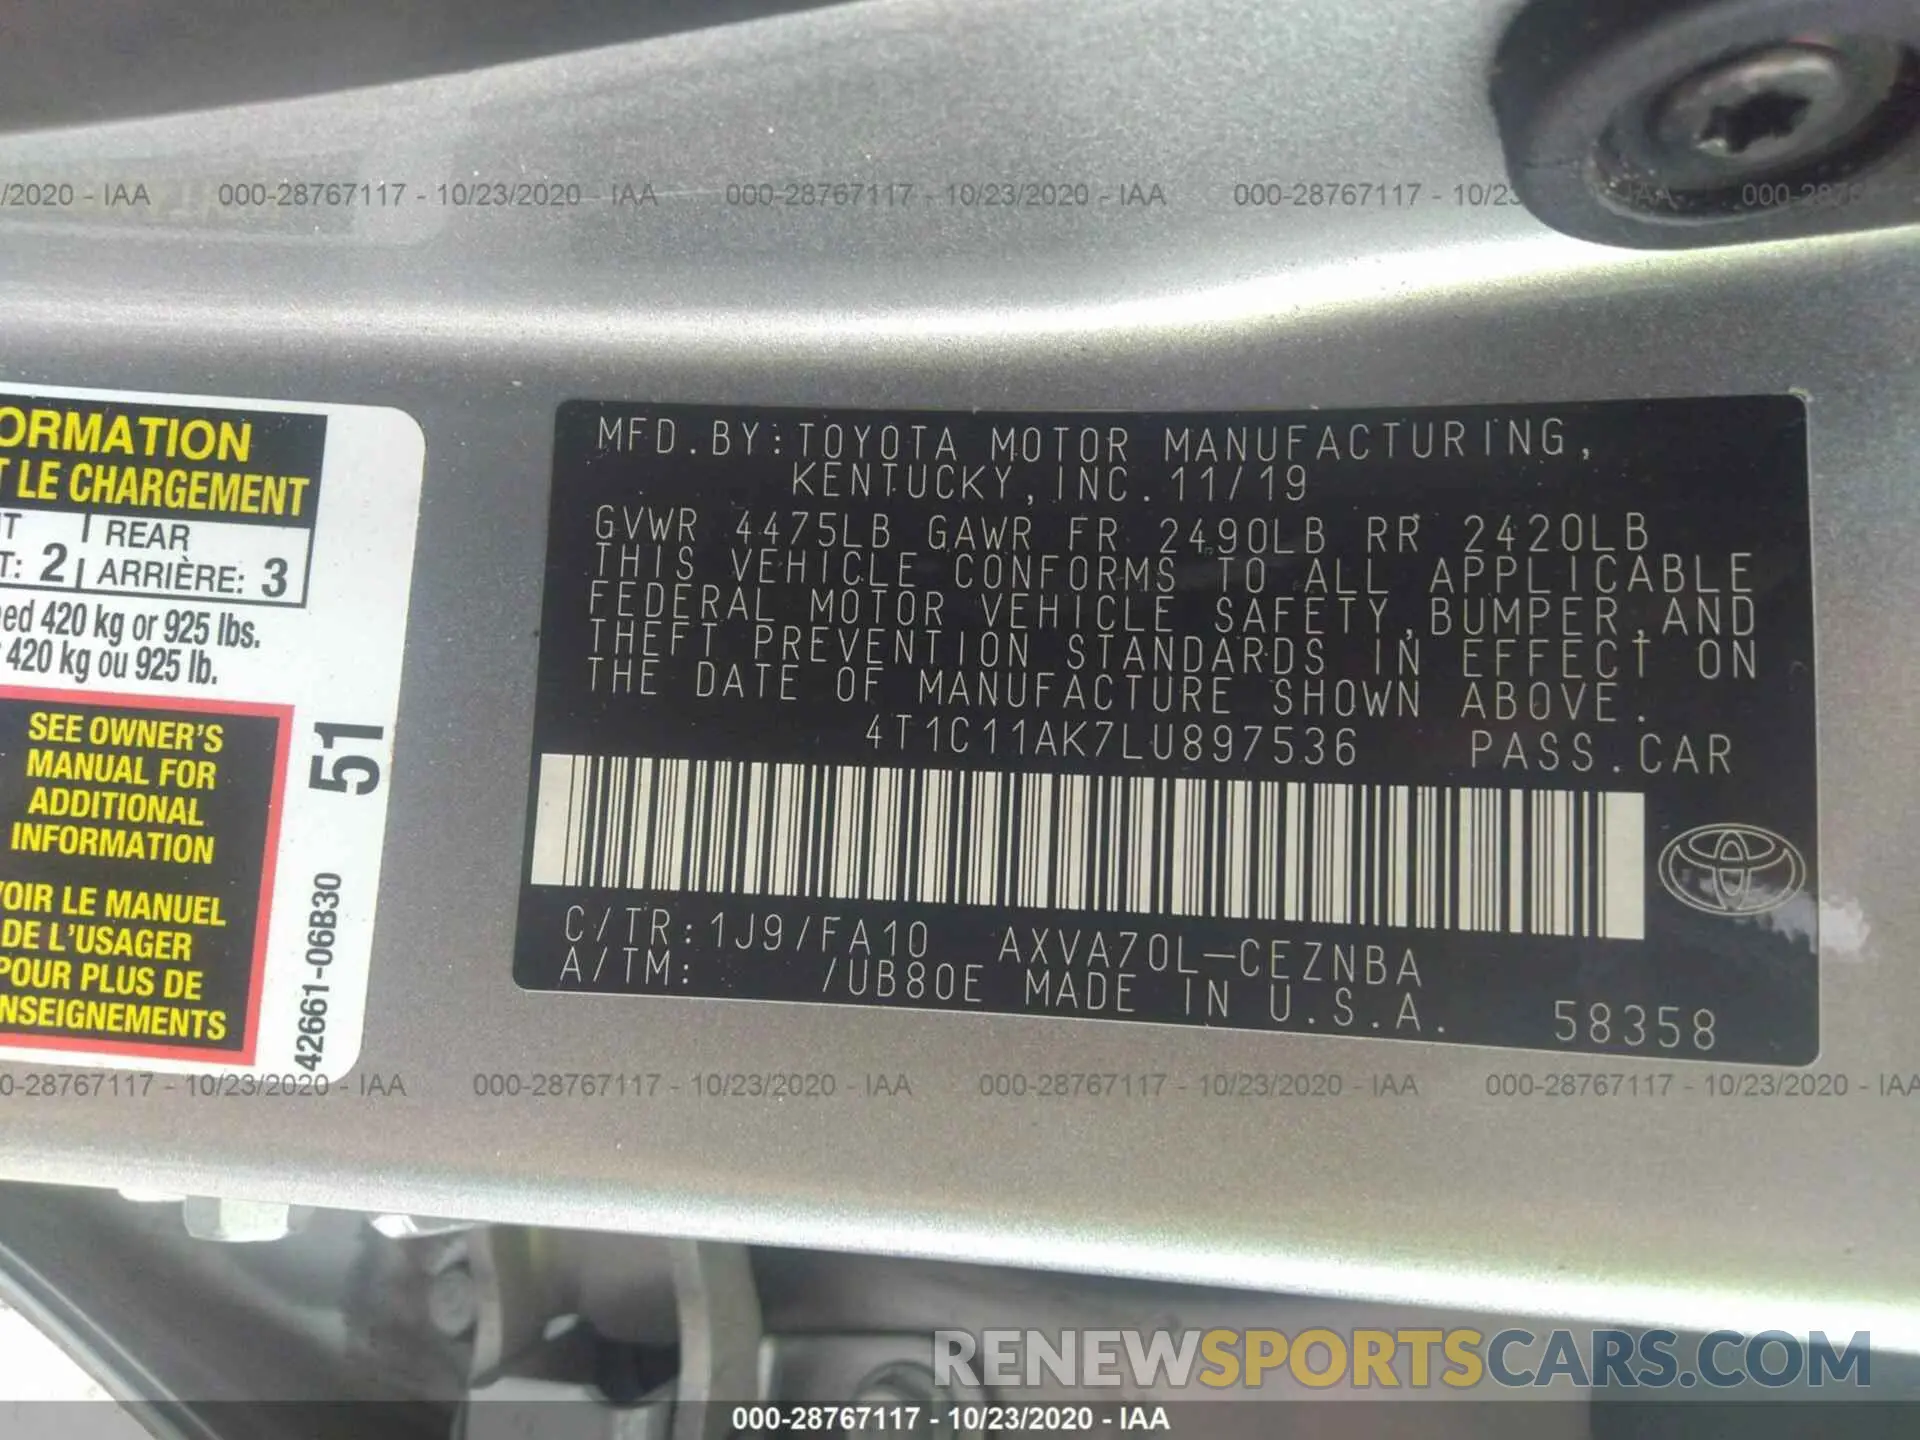 /2020 - IAA 000-28767117 - 10/23/2020 - IAA 000-28767117 - 10/23/2020 - IAA 000-28767117 - 10/23 IAA 000-2876
MFD. BY: TOYOTA MOTOR MANUFACTURING,
KENTUCKY, INC. 11/19
GVWR 4475LB GAWR FR 2490LB RR 2420LB
THIS VEHICLE CONFORMS TO ALL APPLICABLE
FEDERAL MOTOR VEHICLE SAFETY, BUMPER, AND
THEFT PREVENTION STANDARDS IN EFFECT ON
THE DATE OF MANUFACTURE SHOWN ABOVE.
4T1C11AK7LU897536 PASS. CAR
C/TR: 1J9/FA10 AXVA70L-CEZNBA
A/TM: /UB80E MADE IN U.S.A.
58358
ORMATION
T LE CHARGEMENT
T REAR
T: 2 ARRIÈRE: 3
ed 420 kg or 925 lbs.
420 kg ou 925 lb.
SEE OWNER'S
MANUAL FOR
ADDITIONAL
INFORMATION
VOIR LE MANUEL
DE L'USAGER
POUR PLUS DE
NSEIGNEMENTS
51
42661-06B30
0-28767117 - 10/23/2020 - IAA 000-28767117 - 10/23/2020 - IAA 000-28767117 - 10/23/2020 - IAA 000-28767117 - 10/23/2020 - IAA
RENEWSPORTSCARS.COM
000-28767117 - 10/23/2020 - IAA